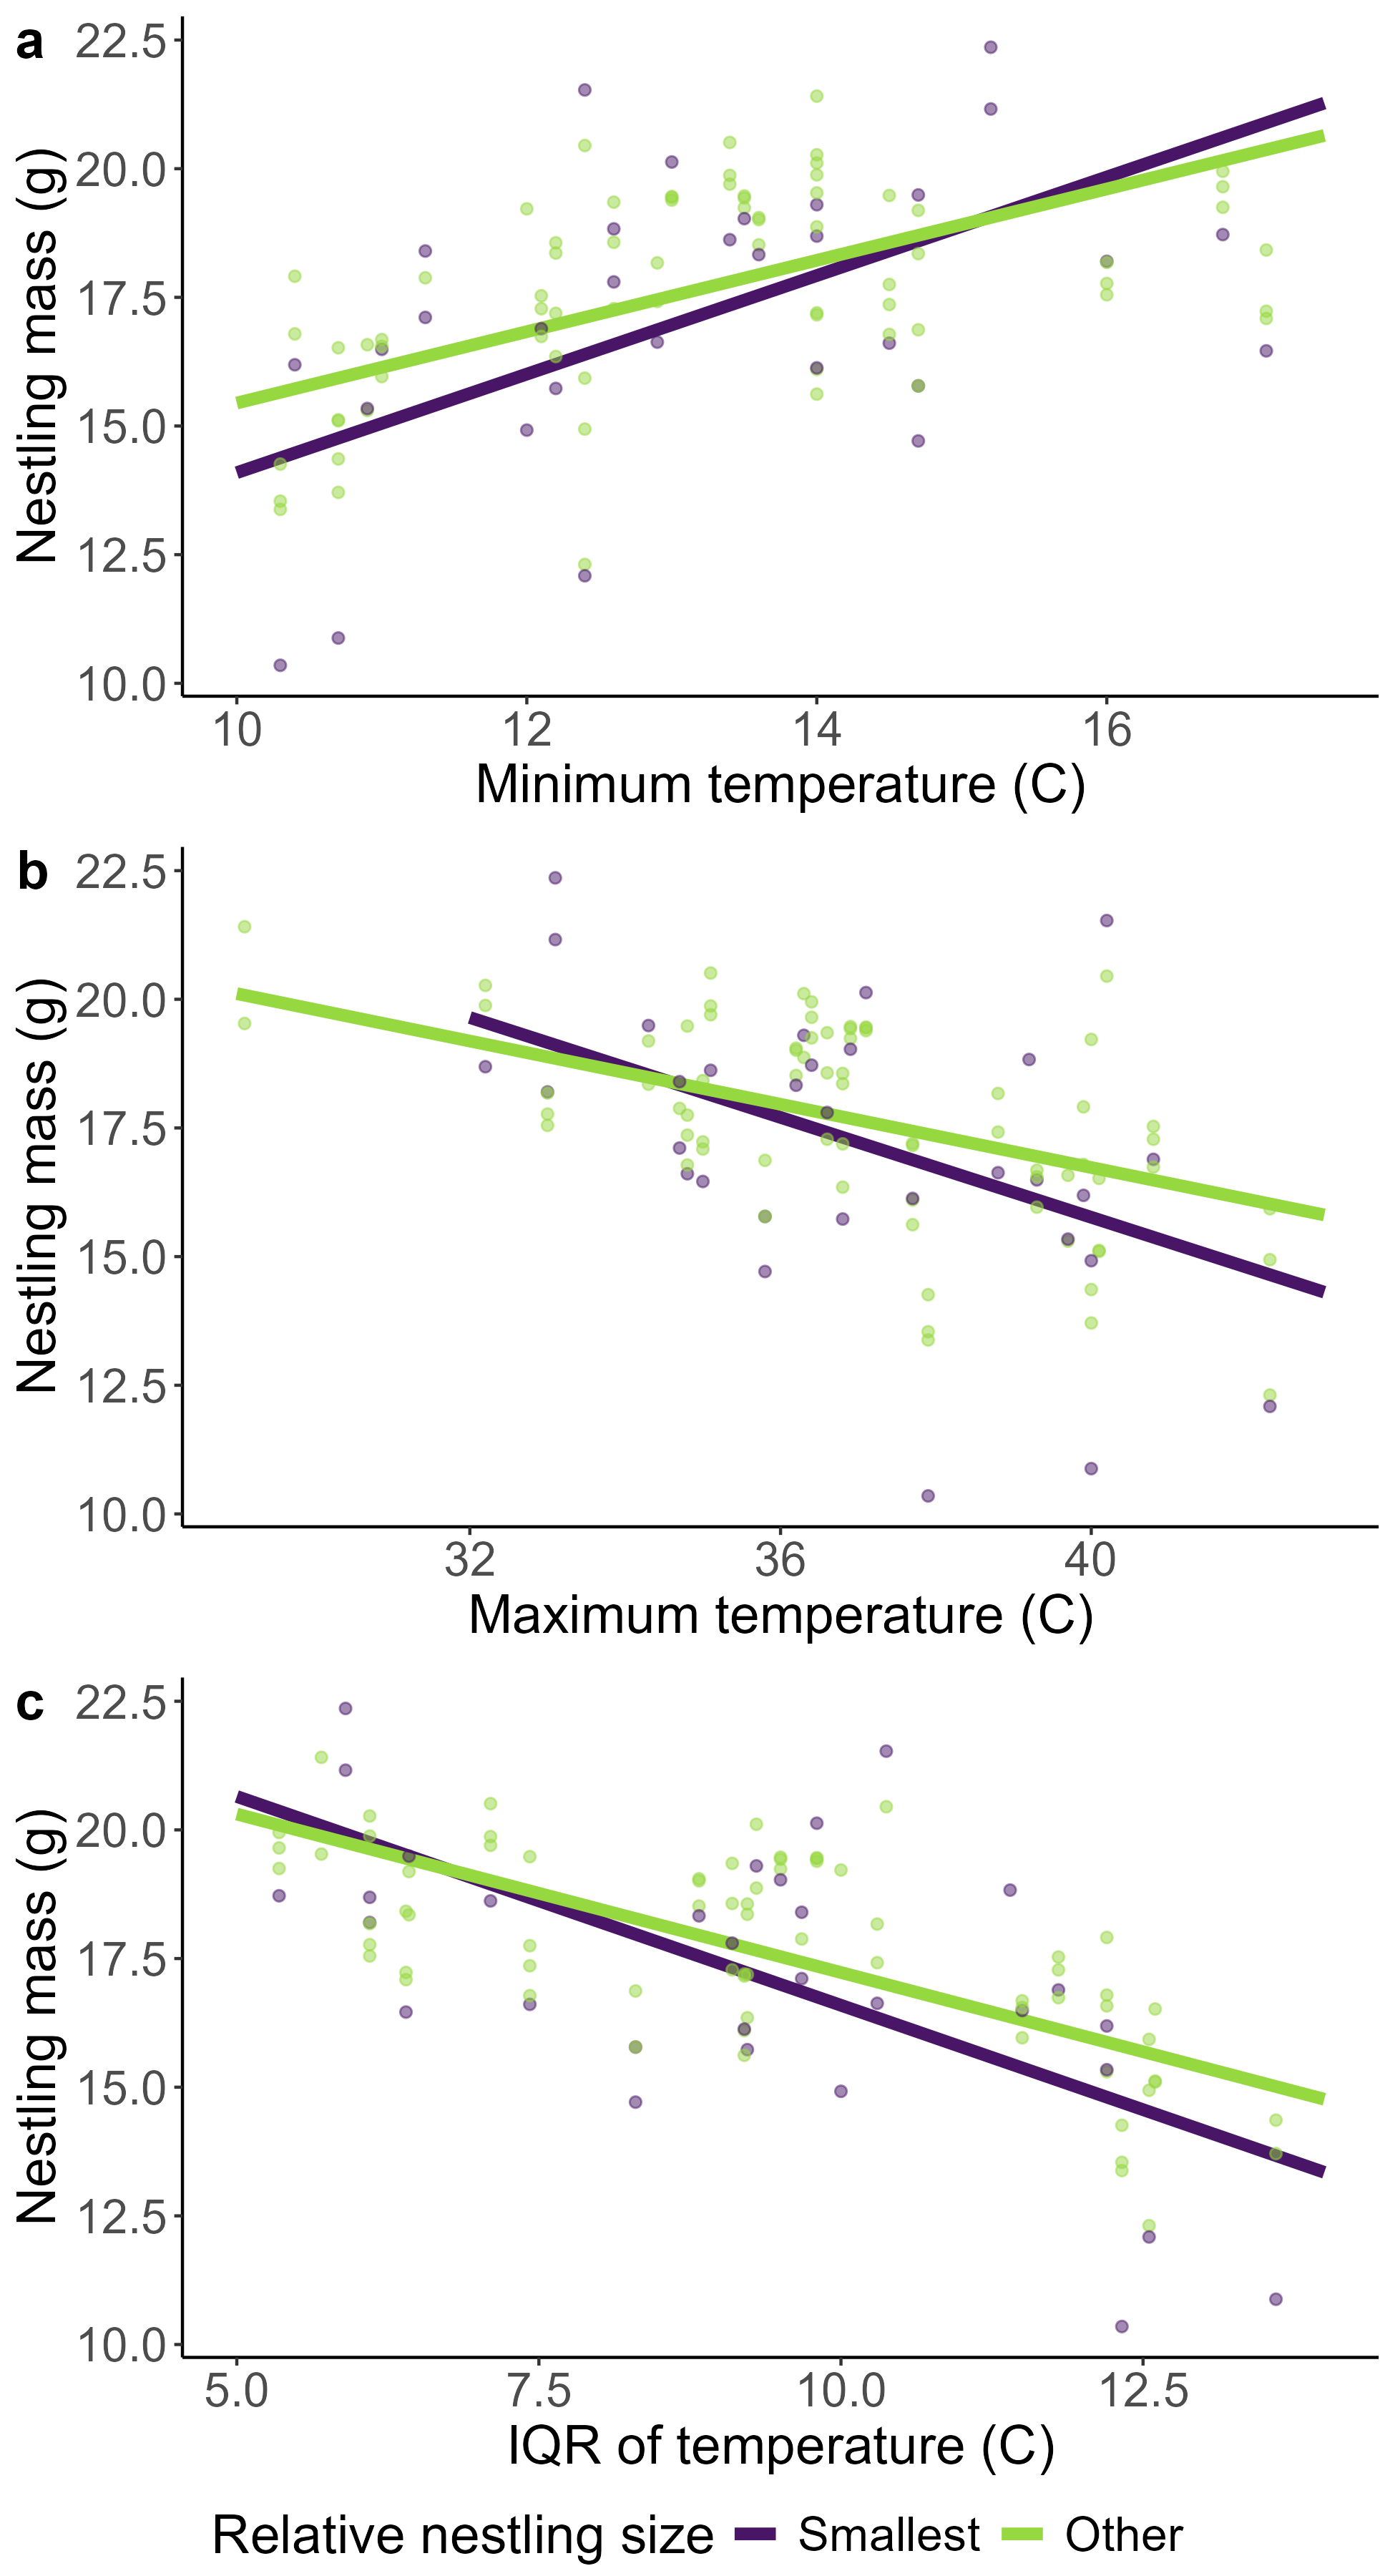 a
22.5
20.0
17.5
15.0
12.5
10.0
Nestling mass (g)
10 12 14 16
Minimum temperature (C)
b
22.5
20.0
17.5
15.0
12.5
10.0
Nestling mass (g)
32 36 40
Maximum temperature (C)
c
22.5
20.0
17.5
15.0
12.5
10.0
Nestling mass (g)
5.0 7.5 10.0 12.5
IQR of temperature (C)
Relative nestling size Smallest Other